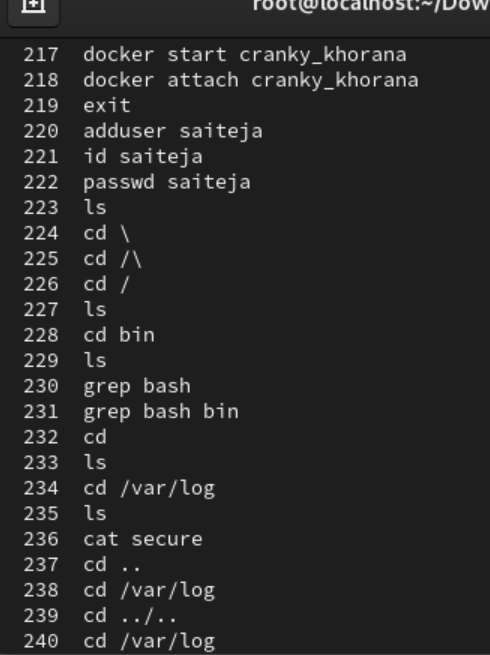 root@localhost:~/Dow
217 docker start cranky_khorana
218 docker attach cranky_khorana
219 exit
220 adduser saiteja
221 id saiteja
222 passwd saiteja
223 ls
224 cd \
225 cd /\
226 cd /
227 ls
228 cd bin
229 ls
230 grep bash
231 grep bash bin
232 cd
233 ls
234 cd /var/log
235 ls
236 cat secure
237 cd ..
238 cd /var/log
239 cd ../..
240 cd /var/log